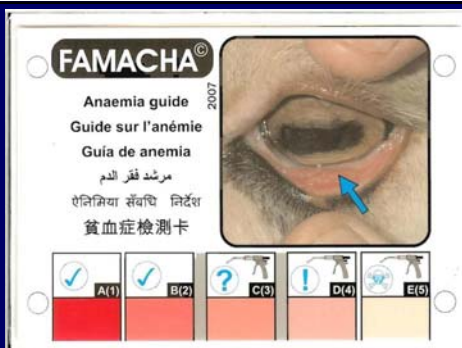 FAMACHA©
2007
Anaemia guide
Guide sur l'anémie
Guía de anemia
مرشد فقر الدم
ऐनिमिया सँबधि निर्देश
貧血症檢測卡
✓ A(1) ✓ B(2) ? C(3) ! D(4) E(5)